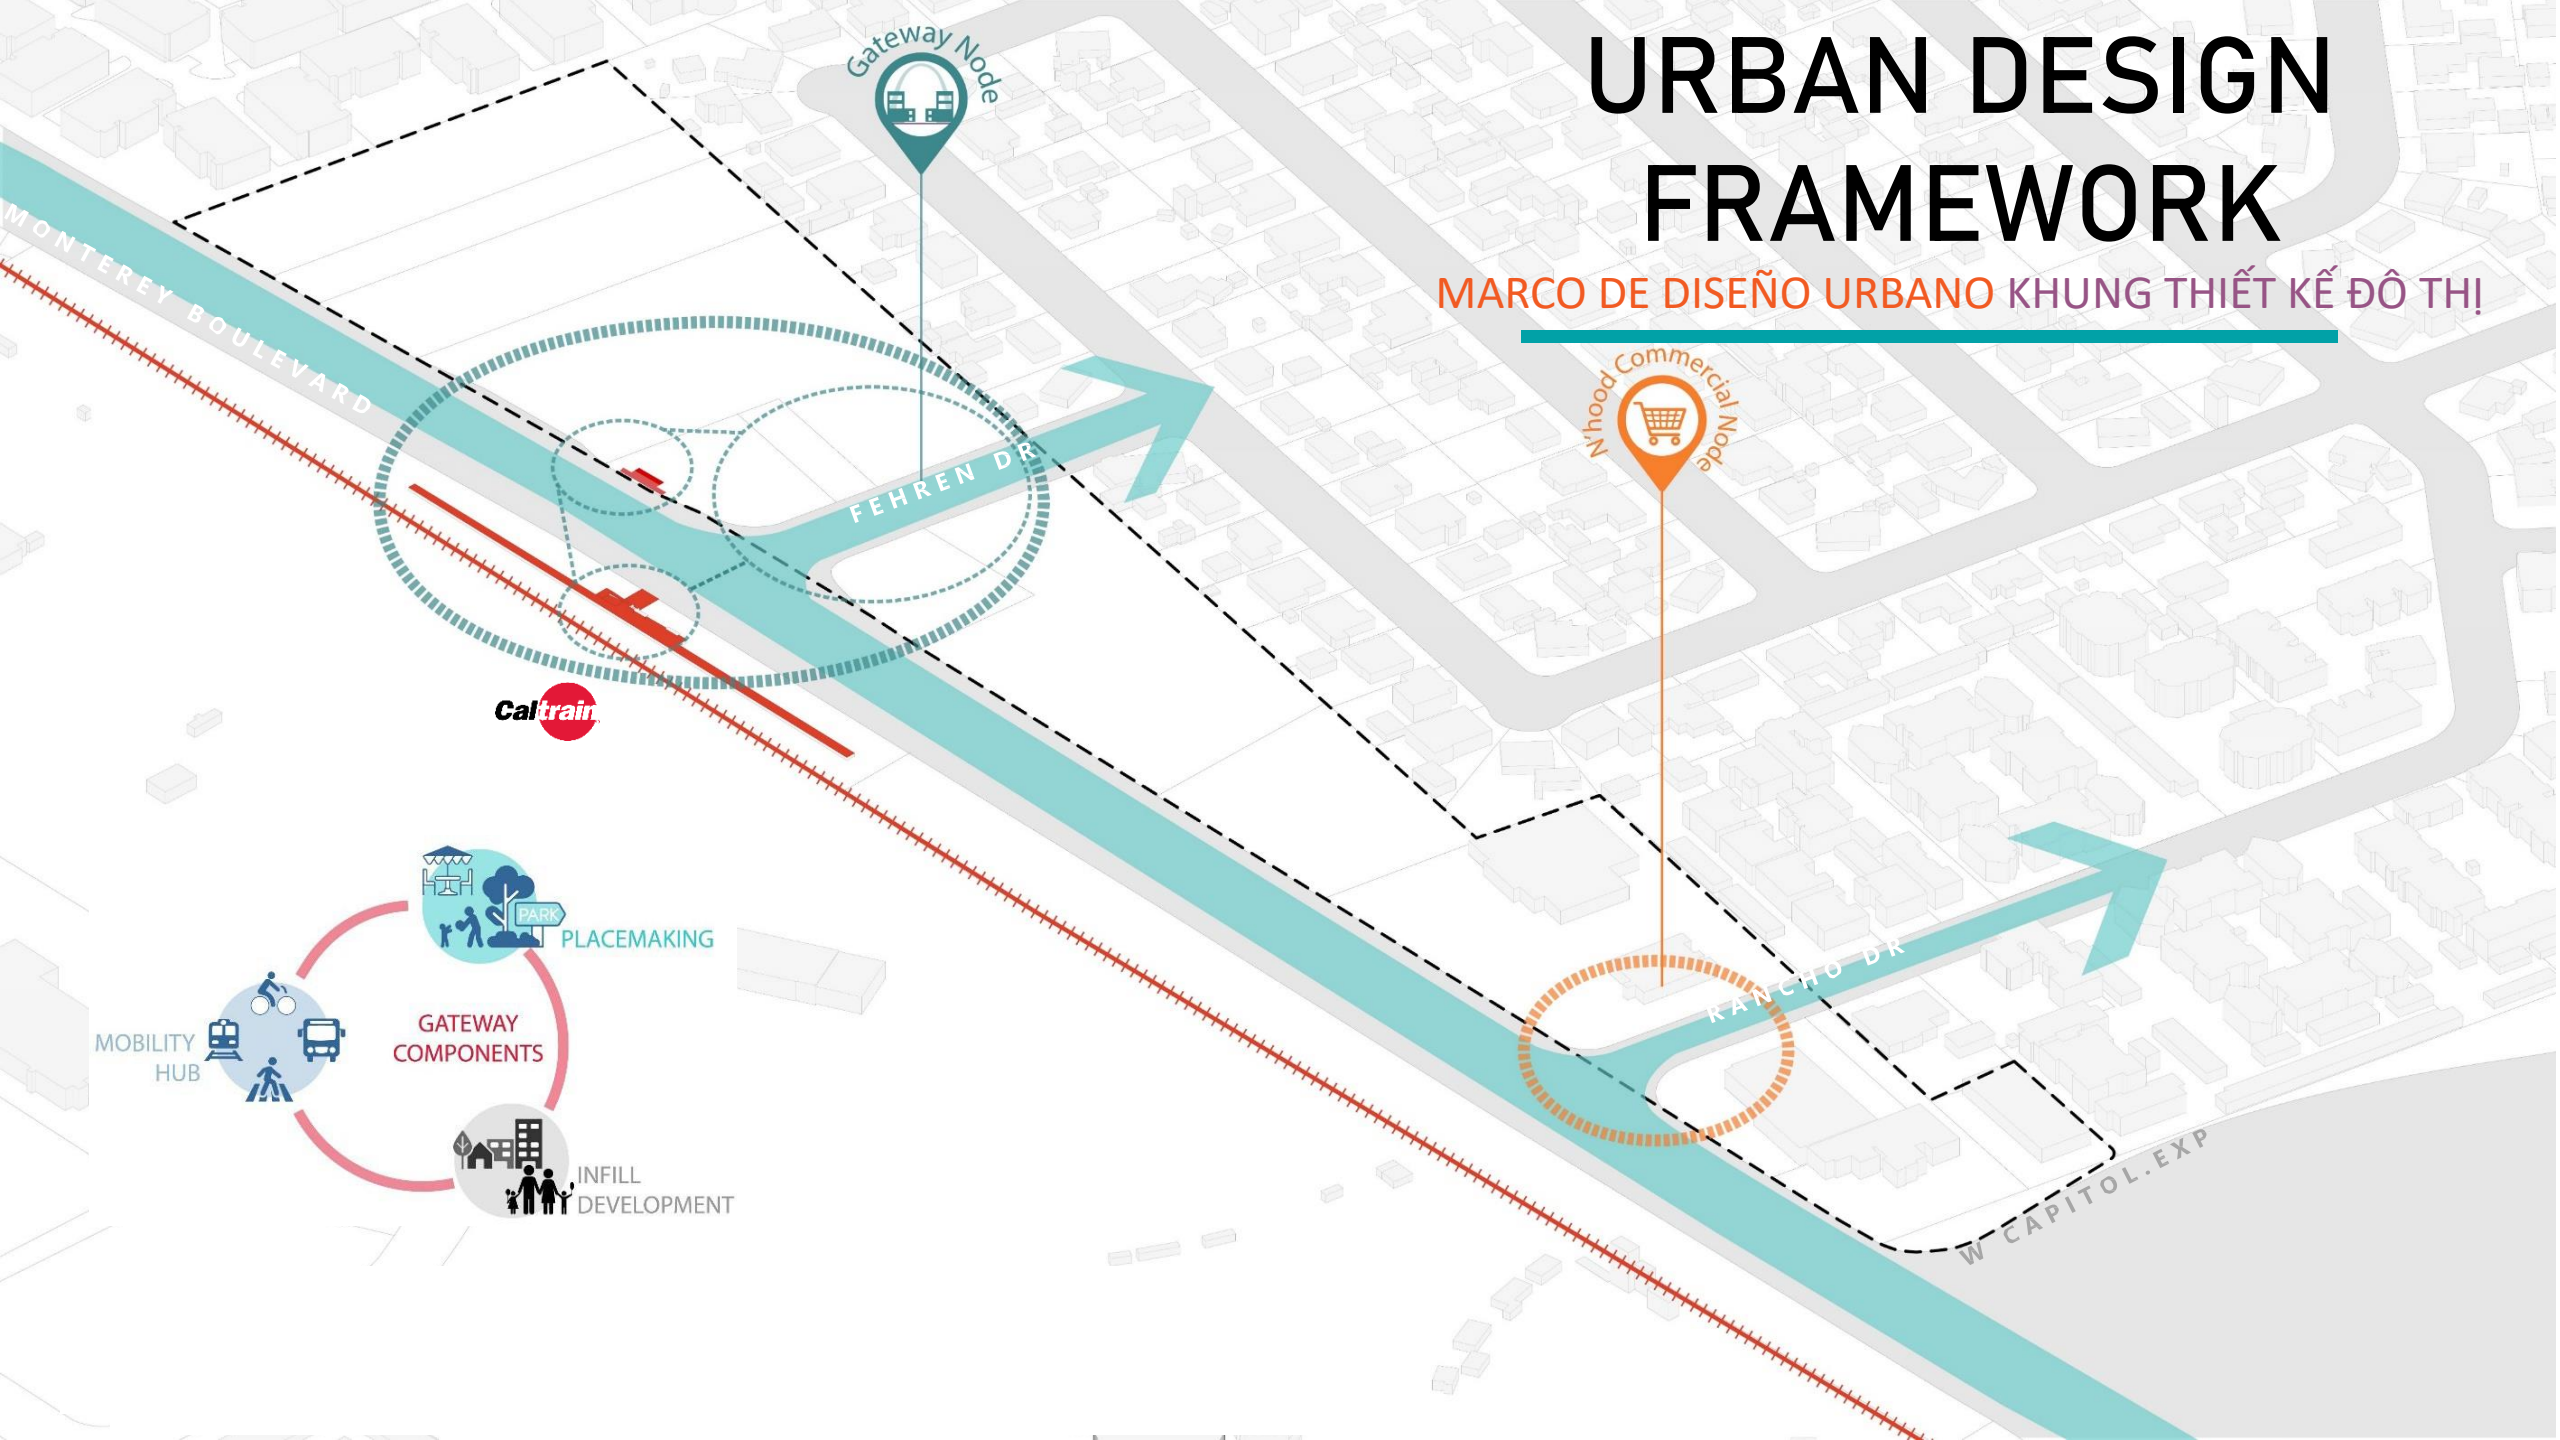 URBAN DESIGN
FRAMEWORK
MARCO DE DISEÑO URBANO KHUNG THIẾT KẾ ĐÔ THỊ
Gateway Node
N'hood Commercial Node
MONTEREY BOULEVARD
FEHREN DR
Caltrain
RANCHO DR
W CAPITOL.EXP
PARK
PLACEMAKING
MOBILITY
HUB
GATEWAY
COMPONENTS
INFILL
DEVELOPMENT